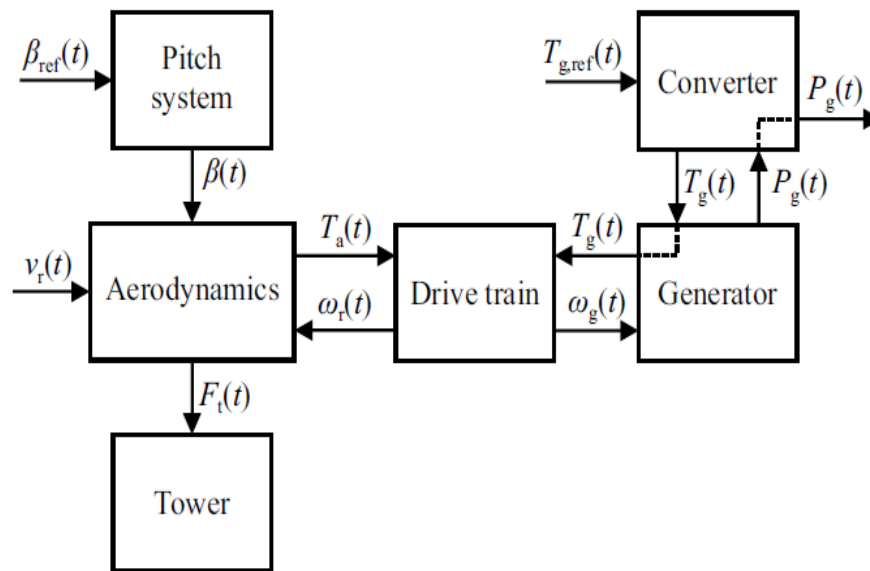 β_ref(t)
Pitch
system
T_g,ref(t)
Converter
P_g(t)
β(t)
T_g(t)
P_g(t)
v_r(t)
Aerodynamics
T_a(t)
ω_r(t)
Drive train
T_g(t)
ω_g(t)
Generator
F_t(t)
Tower